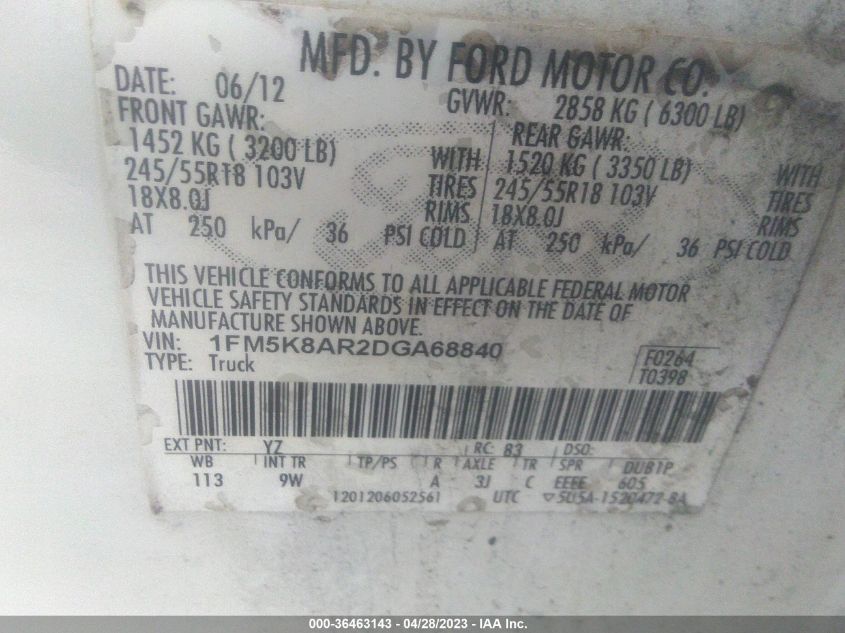 MFD. BY FORD MOTOR CO.
DATE: 06/12 GVWR: 2858 KG ( 6300 LB)
FRONT GAWR: REAR GAWR:
1452 KG ( 3200 LB) WITH 1520 KG ( 3350 LB) WITH
245/55R18 103V TIRES 245/55R18 103V TIRES
18X8.0J RIMS 18X8.0J RIMS
AT 250 kPa/ 36 PSI COLD AT 250 kPa/ 36 PSI COLD
THIS VEHICLE CONFORMS TO ALL APPLICABLE FEDERAL MOTOR
VEHICLE SAFETY STANDARDS IN EFFECT ON THE DATE OF
MANUFACTURE SHOWN ABOVE.
VIN: 1FM5K8AR2DGA68840 F0264
TYPE: Truck T0398
EXT PNT: YZ RC: 83 DSO:
WB INT TR TP/PS R AXLE TR SPR DUB1P
113 9W A 3J C EEEE 605
1201206052561 UTC ▽5U5A-1520472-BA
000-36463143 - 04/28/2023 - IAA Inc.